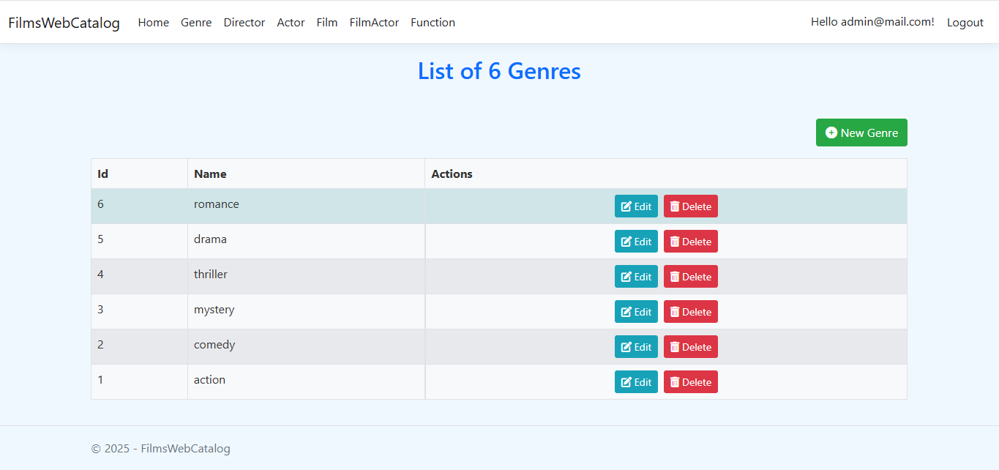 FilmsWebCatalog Home Genre Director Actor Film FilmActor Function Hello admin@mail.com! Logout
List of 6 Genres
New Genre
Id Name Actions
6 romance Edit Delete
5 drama Edit Delete
4 thriller Edit Delete
3 mystery Edit Delete
2 comedy Edit Delete
1 action Edit Delete
© 2025 - FilmsWebCatalog